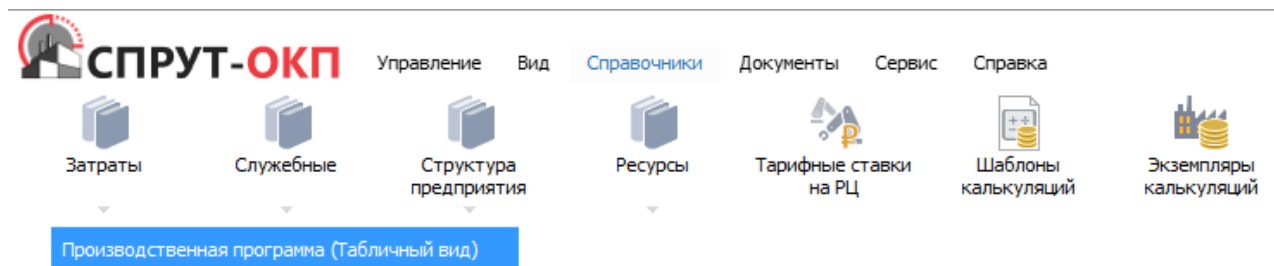 СПРУТ-ОКП
Управление Вид Справочники Документы Сервис Справка
Затраты Служебные Структура предприятия Ресурсы Тарифные ставки на РЦ Шаблоны калькуляций Экземпляры калькуляций
Производственная программа (Табличный вид)